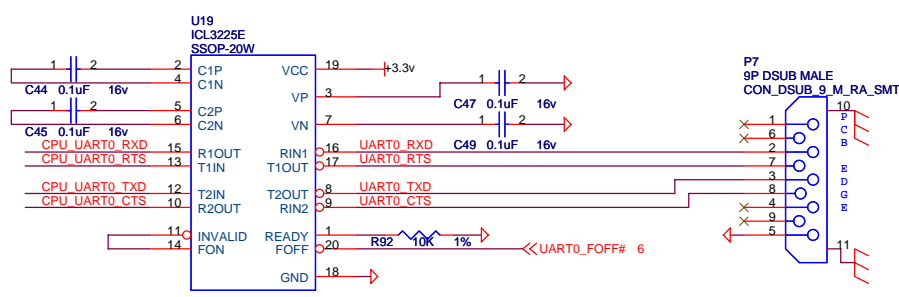 U19
ICL3225E
SSOP-20W
P7
9P DSUB MALE
CON_DSUB_9_M_RA_SMT
1 2 2 C1P VCC 19 +3.3v
4 C1N
C44 0.1uF 16v
VP 3 1 2
C47 0.1uF 16v
1 2 5 C2P
6 C2N
C45 0.1uF 16v
VN 7 1 2
C49 0.1uF 16v
CPU_UART0_RXD 15 R1OUT RIN1 16 UART0_RXD
CPU_UART0_RTS 13 T1IN T1OUT 17 UART0_RTS
CPU_UART0_TXD 12 T2IN T2OUT 8 UART0_TXD
CPU_UART0_CTS 10 R2OUT RIN2 9 UART0_CTS
11 INVALID READY 1 R92 10K 1%
14 FON FOFF 20 UART0_FOFF# 6
GND 18
10
1
6
2
7
3
8
4
9
5
11
PCB EDGE